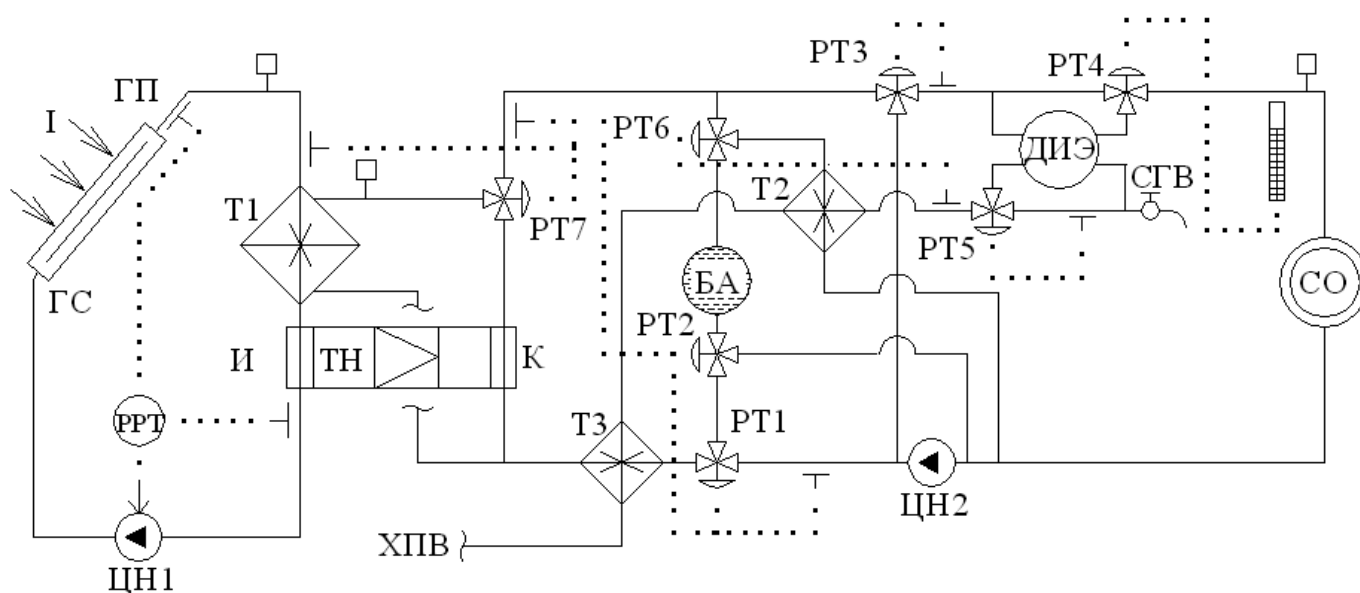 РТ3
РТ4
ГП
I
РТ6
ДИЭ
Т2
СГВ
Т1
РТ7
РТ5
БА
ГС
СО
РТ2
И
ТН
К
РРТ
Т3
РТ1
ЦН2
ХПВ
ЦН1